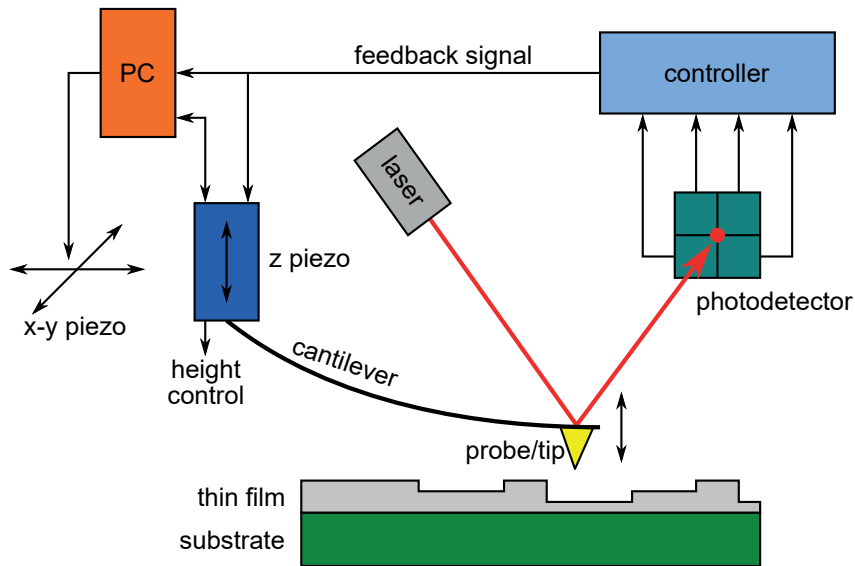 PC
feedback signal
controller
laser
z piezo
x-y piezo
photodetector
height
control
cantilever
probe/tip
thin film
substrate